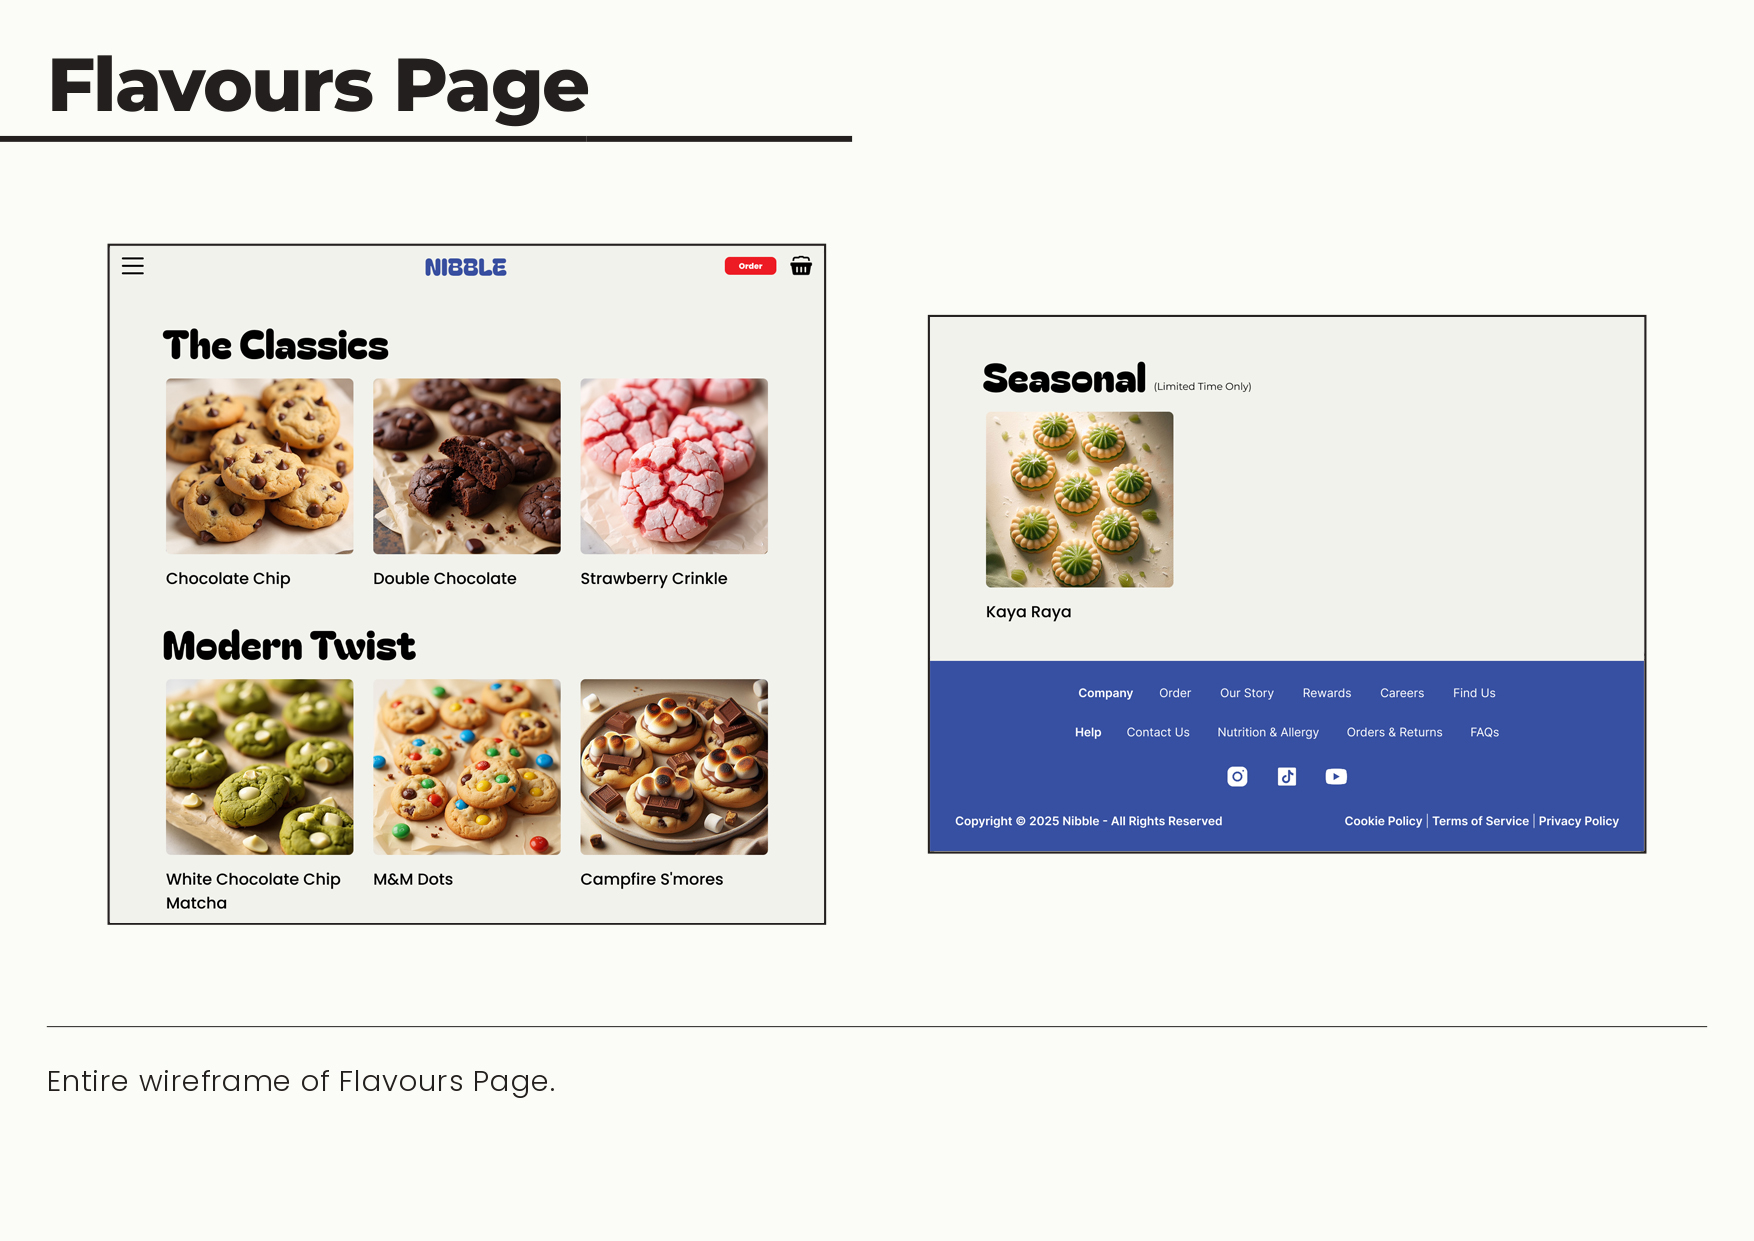 Flavours Page
NIBBLE
Order
The Classics
Chocolate Chip
Double Chocolate
Strawberry Crinkle
Modern Twist
White Chocolate Chip
Matcha
M&M Dots
Campfire S'mores
Seasonal (Limited Time Only)
Kaya Raya
Company Order Our Story Rewards Careers Find Us
Help Contact Us Nutrition & Allergy Orders & Returns FAQs
Copyright © 2025 Nibble - All Rights Reserved
Cookie Policy | Terms of Service | Privacy Policy
Entire wireframe of Flavours Page.